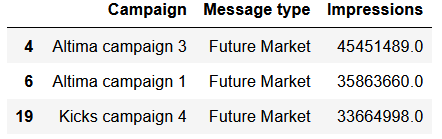 Campaign Message type Impressions
4 Altima campaign 3 Future Market 45451489.0
6 Altima campaign 1 Future Market 35863660.0
19 Kicks campaign 4 Future Market 33664998.0